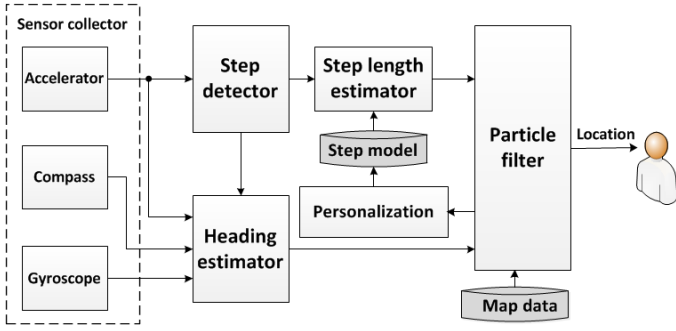 Sensor collector
Accelerator
Step
detector
Step length
estimator
Particle
filter
Location
Step model
Compass
Personalization
Heading
estimator
Gyroscope
Map data